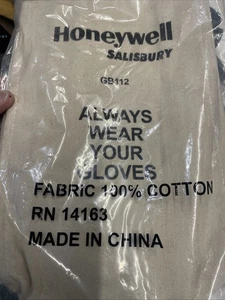 Honeywell
SALISBURY
GB112
ALWAYS
WEAR
YOUR
GLOVES
FABRIC 100% COTTON
RN 14163
MADE IN CHINA